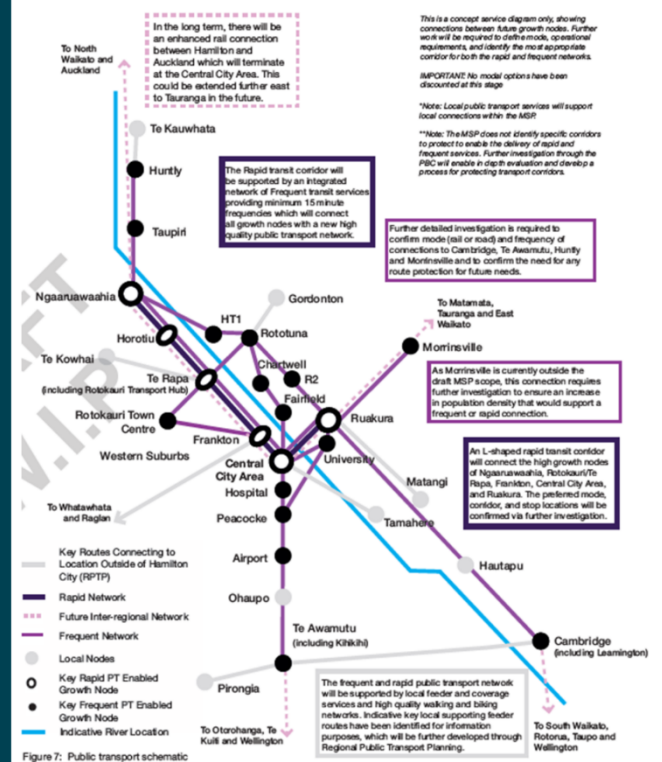 To North
Waikato and
Auckland
In the long term, there will be
an enhanced rail connection
between Hamilton and
Auckland which will terminate
at the Central City Area. This
could be extended further east
to Tauranga in the future.
This is a concept service diagram only, showing
connections between future growth nodes. Further
work will be required to define mode, operational
requirements, and identify the most appropriate
corridor for both the rapid and frequent networks.
IMPORTANT: No modal options have been
discounted at this stage
*Note: Local public transport services will support
local connections within the MSP.
**Note: The MSP does not identify specific corridors
to protect to enable the delivery of rapid and
frequent services. Further investigation through the
PBC will enable in depth evaluation and develop a
process for protecting transport corridors.
Te Kauwhata
Huntly
Taupiri
The Rapid transit corridor will
be supported by an integrated
network of Frequent transit services
providing minimum 15 minute
frequencies which will connect
all growth nodes with a new high
quality public transport network.
Further detailed investigation is required to
confirm mode (rail or road) and frequency of
connections to Cambridge, Te Awamutu, Huntly
and Morrinsville and to confirm the need for any
route protection for future needs.
Ngaaruawaahia
Gordonton
HT1
Rototuna
To Matamata,
Tauranga and East
Waikato
Horotiu
Morrinsville
Te Kowhai
Chartwell
Te Rapa
(including Rotokauri Transport Hub)
R2
Fairfield
As Morrinsville is currently outside the
draft MSP scope, this connection requires
further investigation to ensure an increase
in population density that would support a
frequent or rapid connection.
Rotokauri Town
Centre
Ruakura
Frankton
Western Suburbs
Central
City Area
University
An L-shaped rapid transit corridor
will connect the high growth nodes
of Ngaaruawaahia, Rotokauri/Te
Rapa, Frankton, Central City Area,
and Ruakura. The preferred mode,
corridor, and stop locations will be
confirmed via further investigation.
Hospital
Matangi
To Whatawhata
and Raglan
Peacocke
Tamahere
Key Routes Connecting to
Location Outside of Hamilton
City (RPTP)
Rapid Network
Future Inter-regional Network
Frequent Network
Local Nodes
Key Rapid PT Enabled
Growth Node
Key Frequent PT Enabled
Growth Node
Indicative River Location
Airport
Hautapu
Ohaupo
Te Awamutu
(including Kihikihi)
Cambridge
(including Leamington)
Pirongia
The frequent and rapid public transport network
will be supported by local feeder and coverage
services and high quality walking and biking
networks. Indicative key local supporting feeder
routes have been identified for information
purposes, which will be further developed through
Regional Public Transport Planning.
To Otorohanga, Te
Kuiti and Wellington
To South Waikato,
Rotorua, Taupo and
Wellington
Figure 7: Public transport schematic
DRAFT
W.I.P